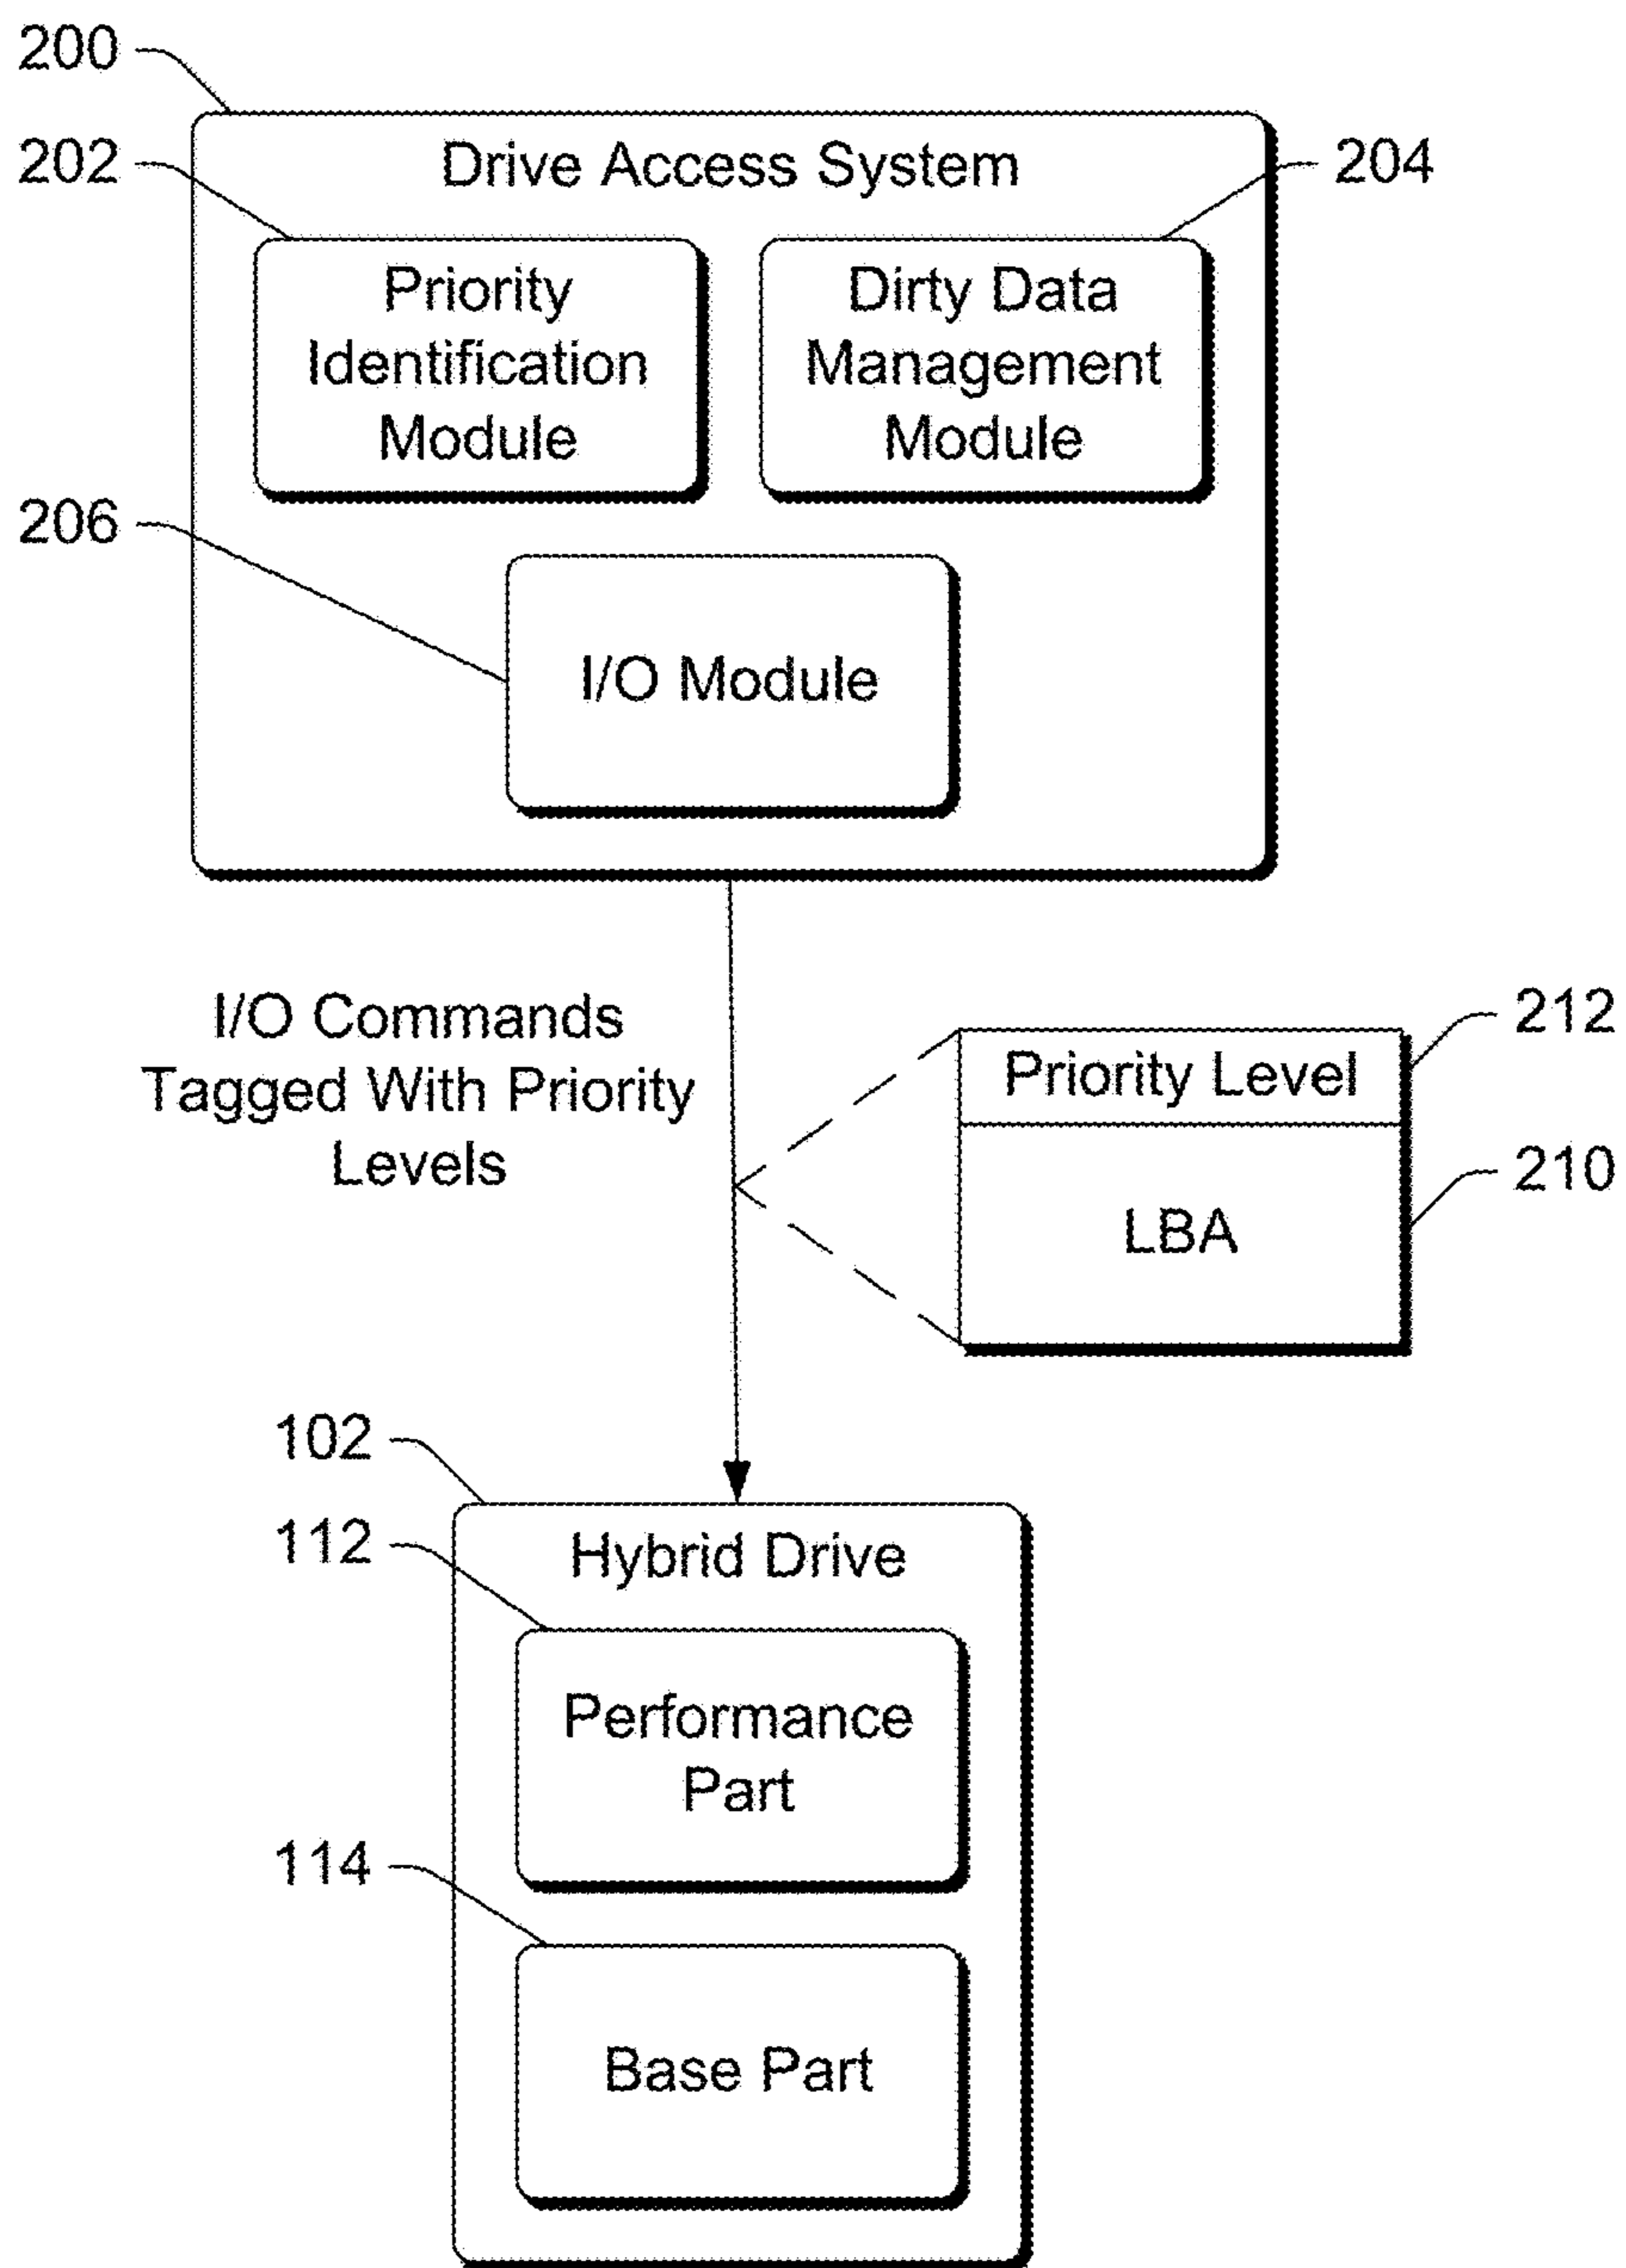 200
Drive Access System
202
204
Priority
Identification
Module
Dirty Data
Management
Module
206
I/O Module
I/O Commands
Tagged With Priority
Levels
212
Priority Level
210
LBA
102
Hybrid Drive
112
Performance
Part
114
Base Part